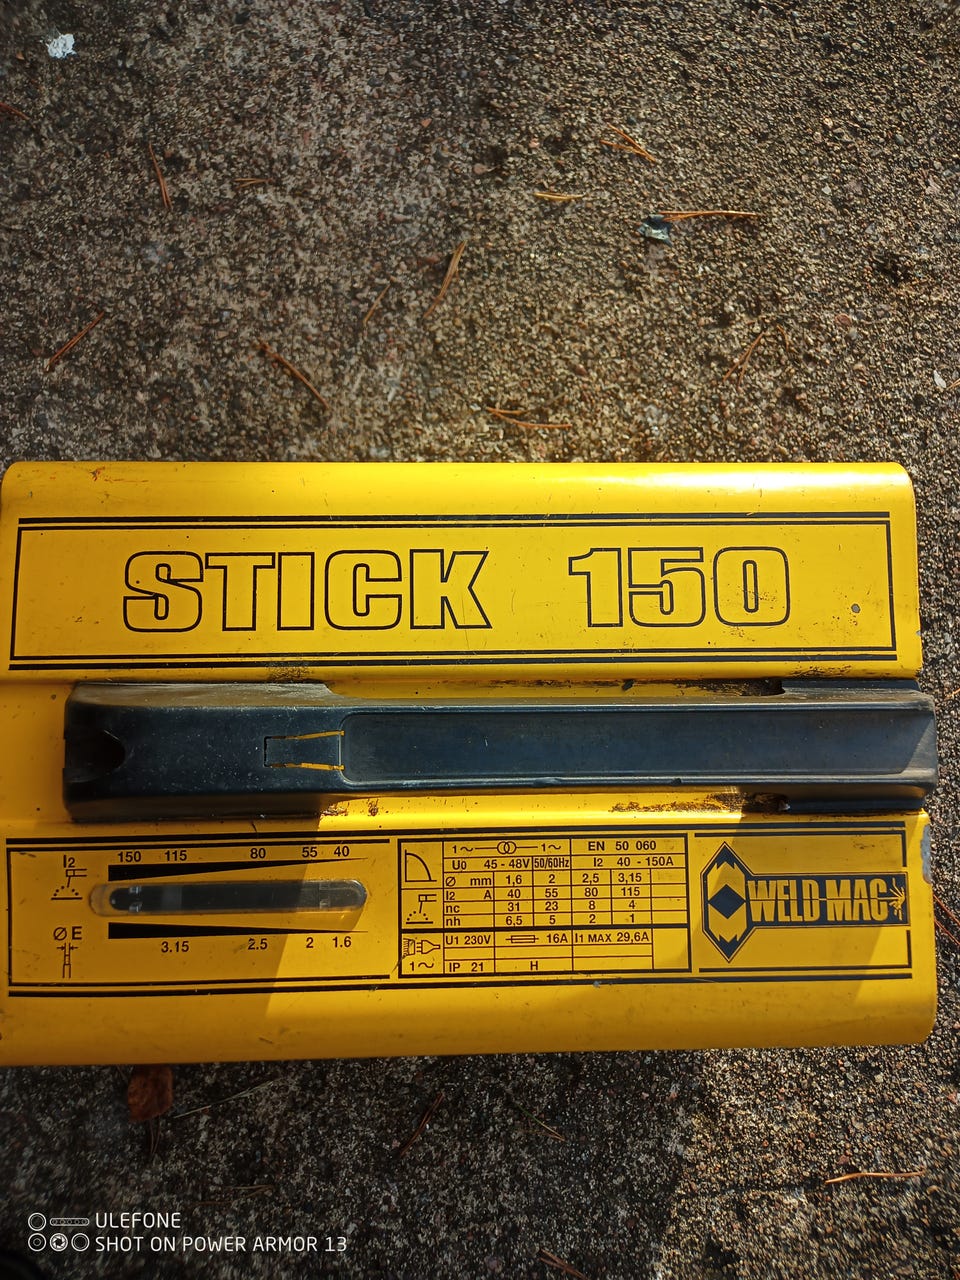 STICK 150
I2
150 115 80 55 40
Ø E
3.15 2.5 2 1.6
1~ 1~ EN 50 060
U0 45 - 48V 50/60Hz I2 40 - 150A
Ø mm 1,6 2 2,5 3,15
I2 A 40 55 80 115
nc 31 23 8 4
nh 6,5 5 2 1
U1 230V 16A I1 MAX 29,6A
1~
IP 21 H
WELD MAC
ULEFONE
SHOT ON POWER ARMOR 13